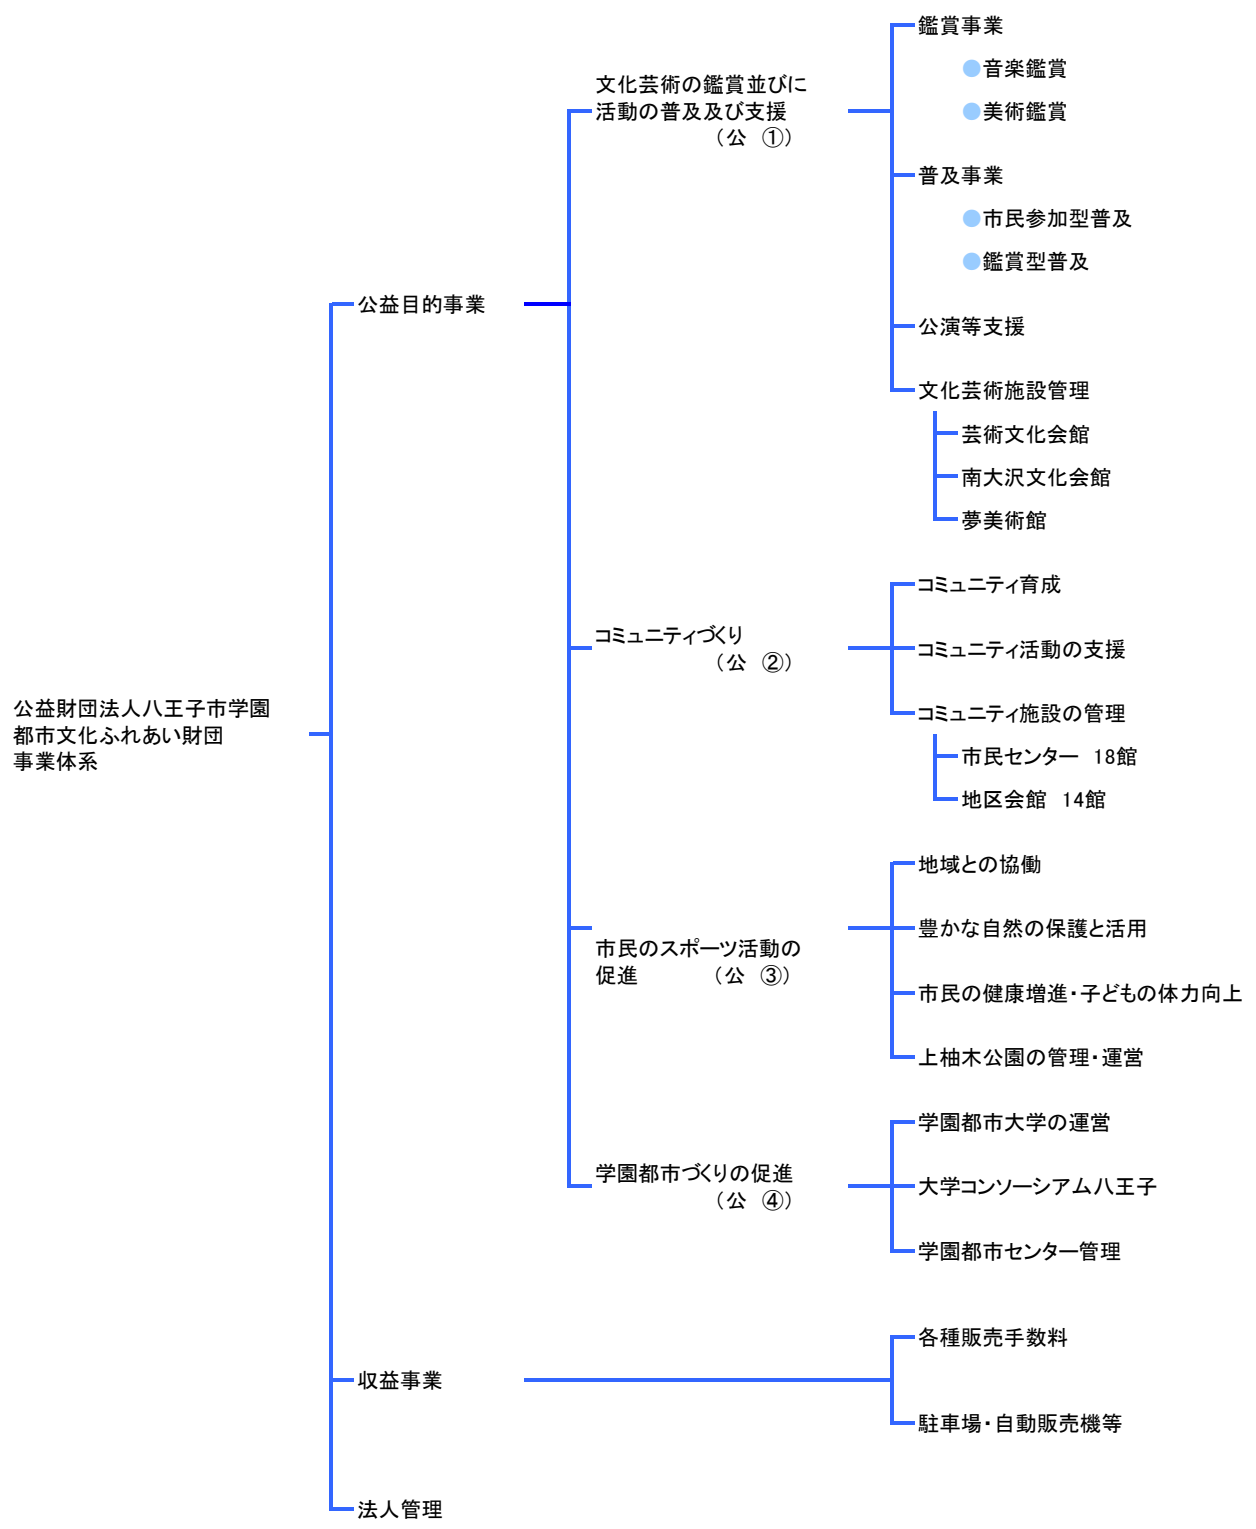 公益財団法人八王子市学園
都市文化ふれあい財団
事業体系
公益目的事業
文化芸術の鑑賞並びに
活動の普及及び支援
（公　①）
鑑賞事業
●音楽鑑賞
●美術鑑賞
普及事業
●市民参加型普及
●鑑賞型普及
公演等支援
文化芸術施設管理
芸術文化会館
南大沢文化会館
夢美術館
コミュニティづくり
（公　②）
コミュニティ育成
コミュニティ活動の支援
コミュニティ施設の管理
市民センター　18館
地区会館　14館
市民のスポーツ活動の
促進　　　　（公　③）
地域との協働
豊かな自然の保護と活用
市民の健康増進・子どもの体力向上
上柚木公園の管理・運営
学園都市づくりの促進
（公　④）
学園都市大学の運営
大学コンソーシアム八王子
学園都市センター管理
収益事業
各種販売手数料
駐車場・自動販売機等
法人管理